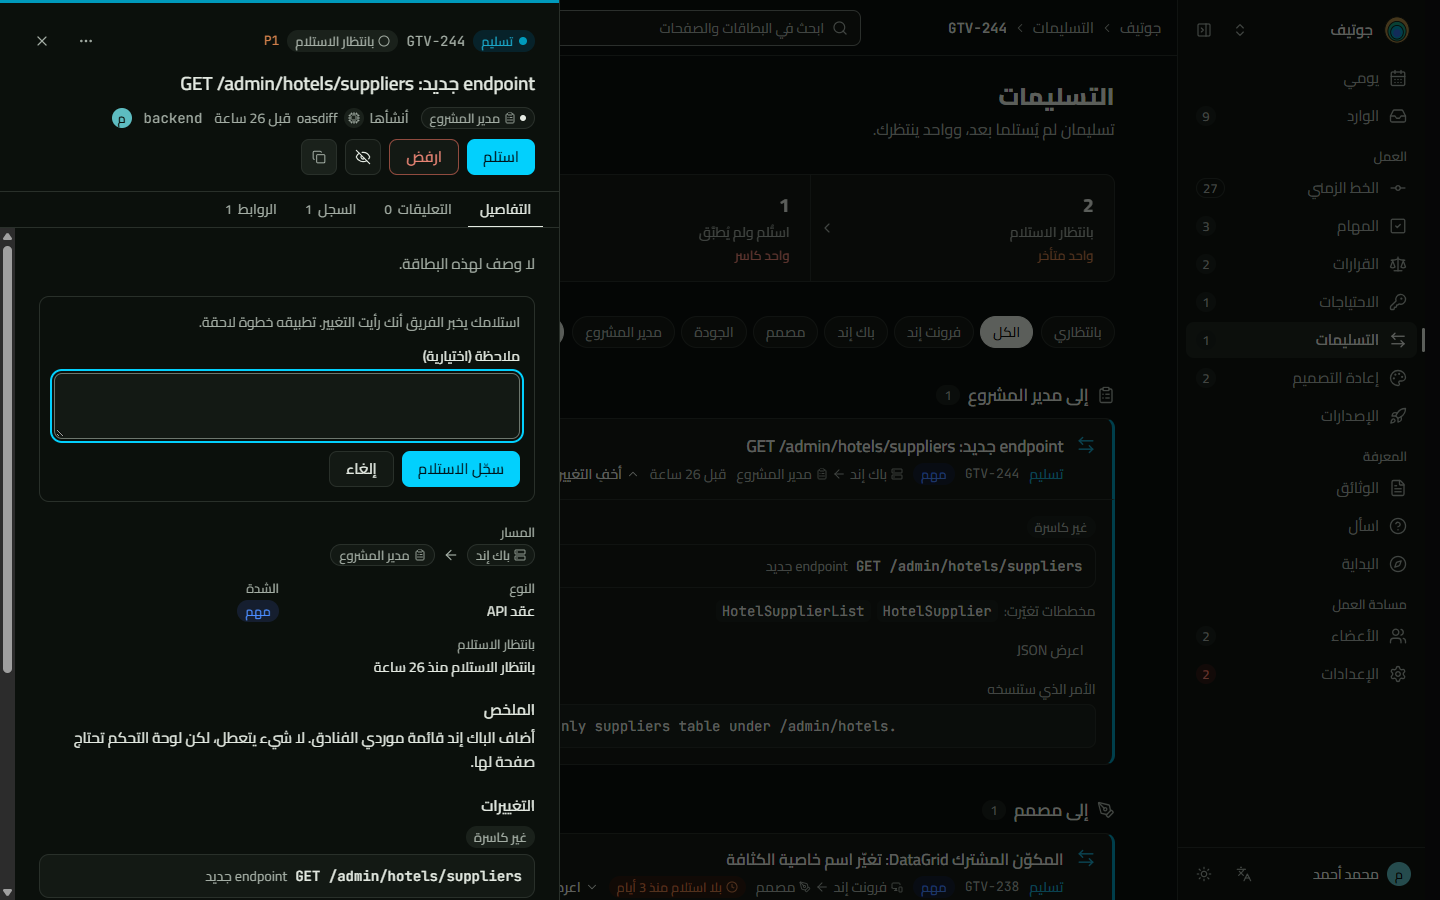 جوتيف
يومي
الوارد 9
العمل
الخط الزمني 27
المهام 3
القرارات 2
الاحتياجات 1
التسليمات 1
إعادة التصميم 2
الإصدارات
المعرفة
الوثائق
اسأل
البداية
مساحة العمل
الأعضاء 2
الإعدادات 2
م محمد أحمد
جوتيف التسليمات GTV-244
ابحث في البطاقات والصفحات
التسليمات
تسليمان لم يُستلما بعد، وواحد ينتظرك.
2
بانتظار الاستلام
واحد متأخر
1
استُلم ولم يُطبَّق
واحد كاسر
بانتظاري الكل فرونت إند باك إند مصمم الجودة مدير المشروع
إلى مدير المشروع 1
endpoint جديد: GET /admin/hotels/suppliers
تسليم GTV-244 مهم باك إند ← مدير المشروع قبل 26 ساعة
غير كاسرة
GET /admin/hotels/suppliers endpoint جديد
مخططات تغيّرت: HotelSupplier HotelSupplierList
اعرض JSON
الأمر الذي ستنسخه
suppliers table under /admin/hotels.
إلى مصمم 1
المكوّن المشترك DataGrid: تغيّر اسم خاصية الكثافة
تسليم GTV-238 مهم فرونت إند ← مصمم بلا استلام منذ 3 أيام
تسليم GTV-244 بانتظار الاستلام P1
endpoint جديد: GET /admin/hotels/suppliers
مدير المشروع أنشأها oasdiff قبل 26 ساعة backend م
استلم ارفض
التفاصيل التعليقات 0 السجل 1 الروابط 1
لا وصف لهذه البطاقة.
استلامك يخبر الفريق أنك رأيت التغيير. تطبيقه خطوة لاحقة.
ملاحظة (اختيارية)
سجّل الاستلام إلغاء
المسار
باك إند ← مدير المشروع
النوع الشدة
عقد API مهم
بانتظار الاستلام
بانتظار الاستلام منذ 26 ساعة
الملخص
أضاف الباك إند قائمة موردي الفنادق. لا شيء يتعطل، لكن لوحة التحكم تحتاج
صفحة لها.
التغييرات
غير كاسرة
GET /admin/hotels/suppliers endpoint جديد